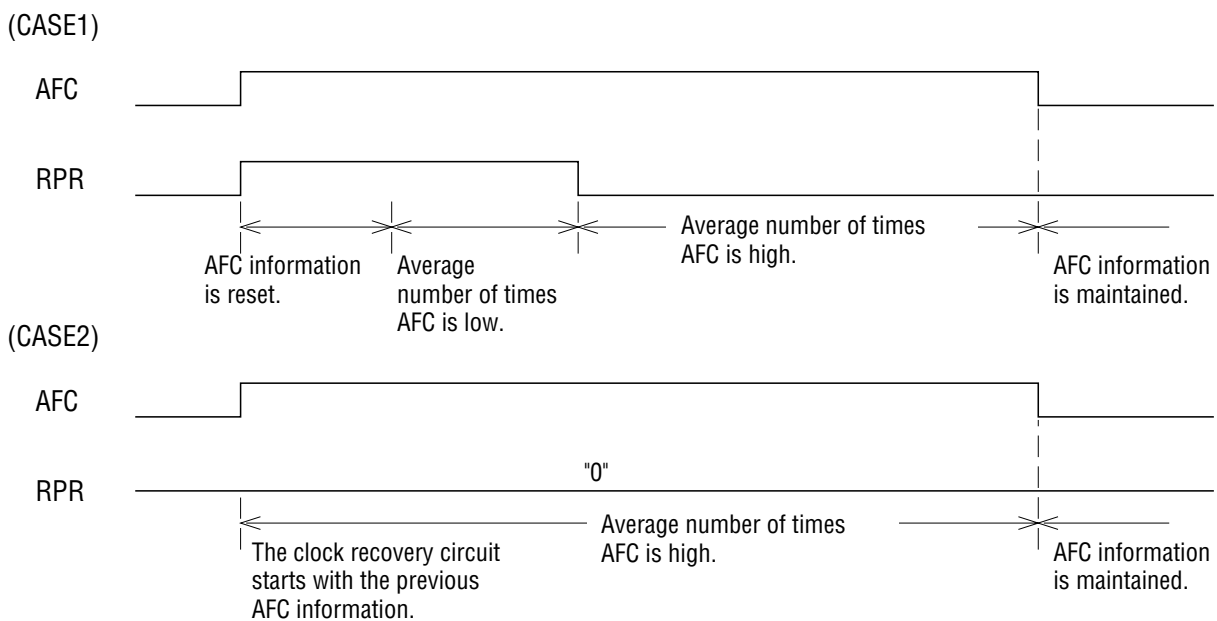 (CASE1)
AFC
RPR
AFC information
is reset.
Average
number of times
AFC is low.
Average number of times
AFC is high.
AFC information
is maintained.
(CASE2)
AFC
RPR
"0"
The clock recovery circuit
starts with the previous
AFC information.
Average number of times
AFC is high.
AFC information
is maintained.